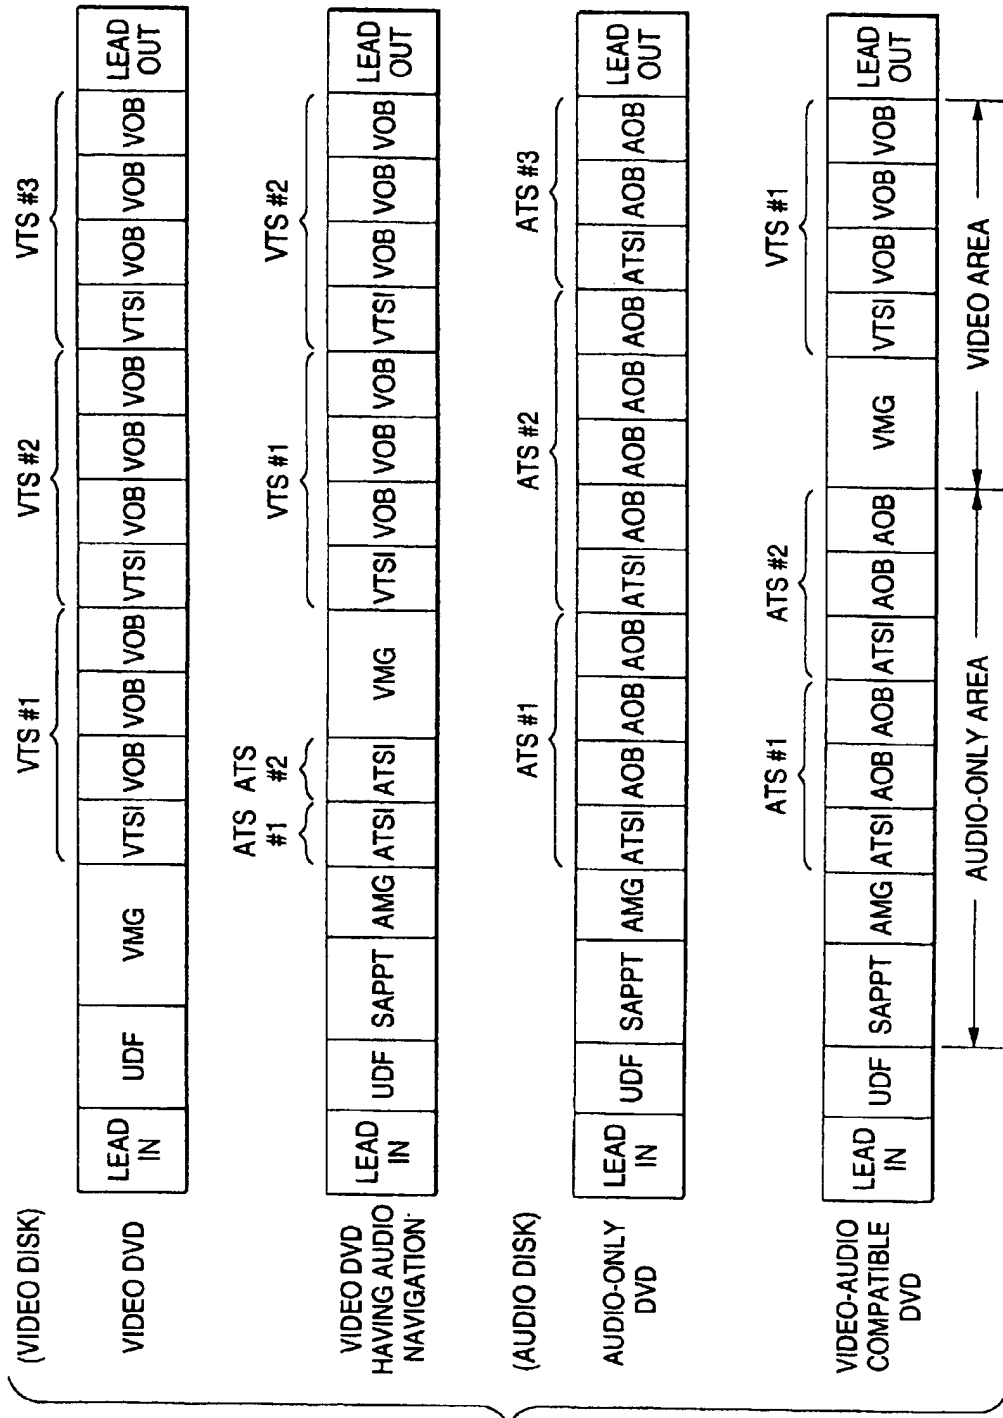 (VIDEO DISK)
VTS #1 VTS #2 VTS #3
VIDEO DVD
LEAD IN UDF VMG VTSI VOB VOB VOB VTSI VOB VOB VOB VTSI VOB VOB VOB LEAD OUT
ATS #1 ATS #2 VTS #1 VTS #2
VIDEO DVD
HAVING AUDIO
NAVIGATION
LEAD IN UDF SAPPT AMG ATSI ATSI VMG VTSI VOB VOB VOB VTSI VOB VOB VOB LEAD OUT
(AUDIO DISK)
ATS #1 ATS #2 ATS #3
AUDIO-ONLY
DVD
LEAD IN UDF SAPPT AMG ATSI AOB AOB AOB ATSI AOB AOB AOB AOB ATSI AOB AOB LEAD OUT
ATS #1 ATS #2 VTS #1
VIDEO-AUDIO
COMPATIBLE
DVD
LEAD IN UDF SAPPT AMG ATSI AOB AOB ATSI AOB AOB VMG VTSI VOB VOB VOB LEAD OUT
AUDIO-ONLY AREA VIDEO AREA